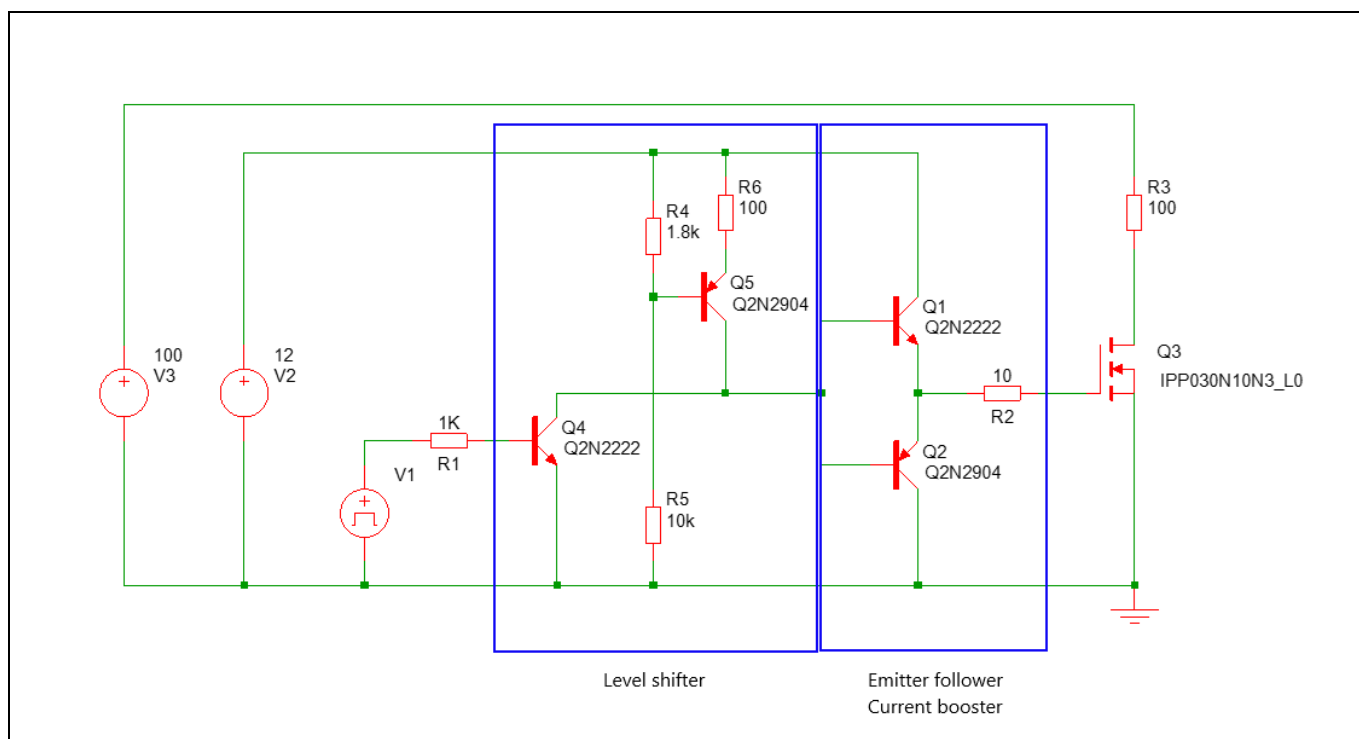 R6
100
R4
1.8k
R3
100
Q5
Q2N2904
Q1
Q2N2222
100
V3
12
V2
Q3
IPP030N10N3_L0
10
R2
1K
R1
Q4
Q2N2222
Q2
Q2N2904
V1
R5
10k
Level shifter
Emitter follower
Current booster